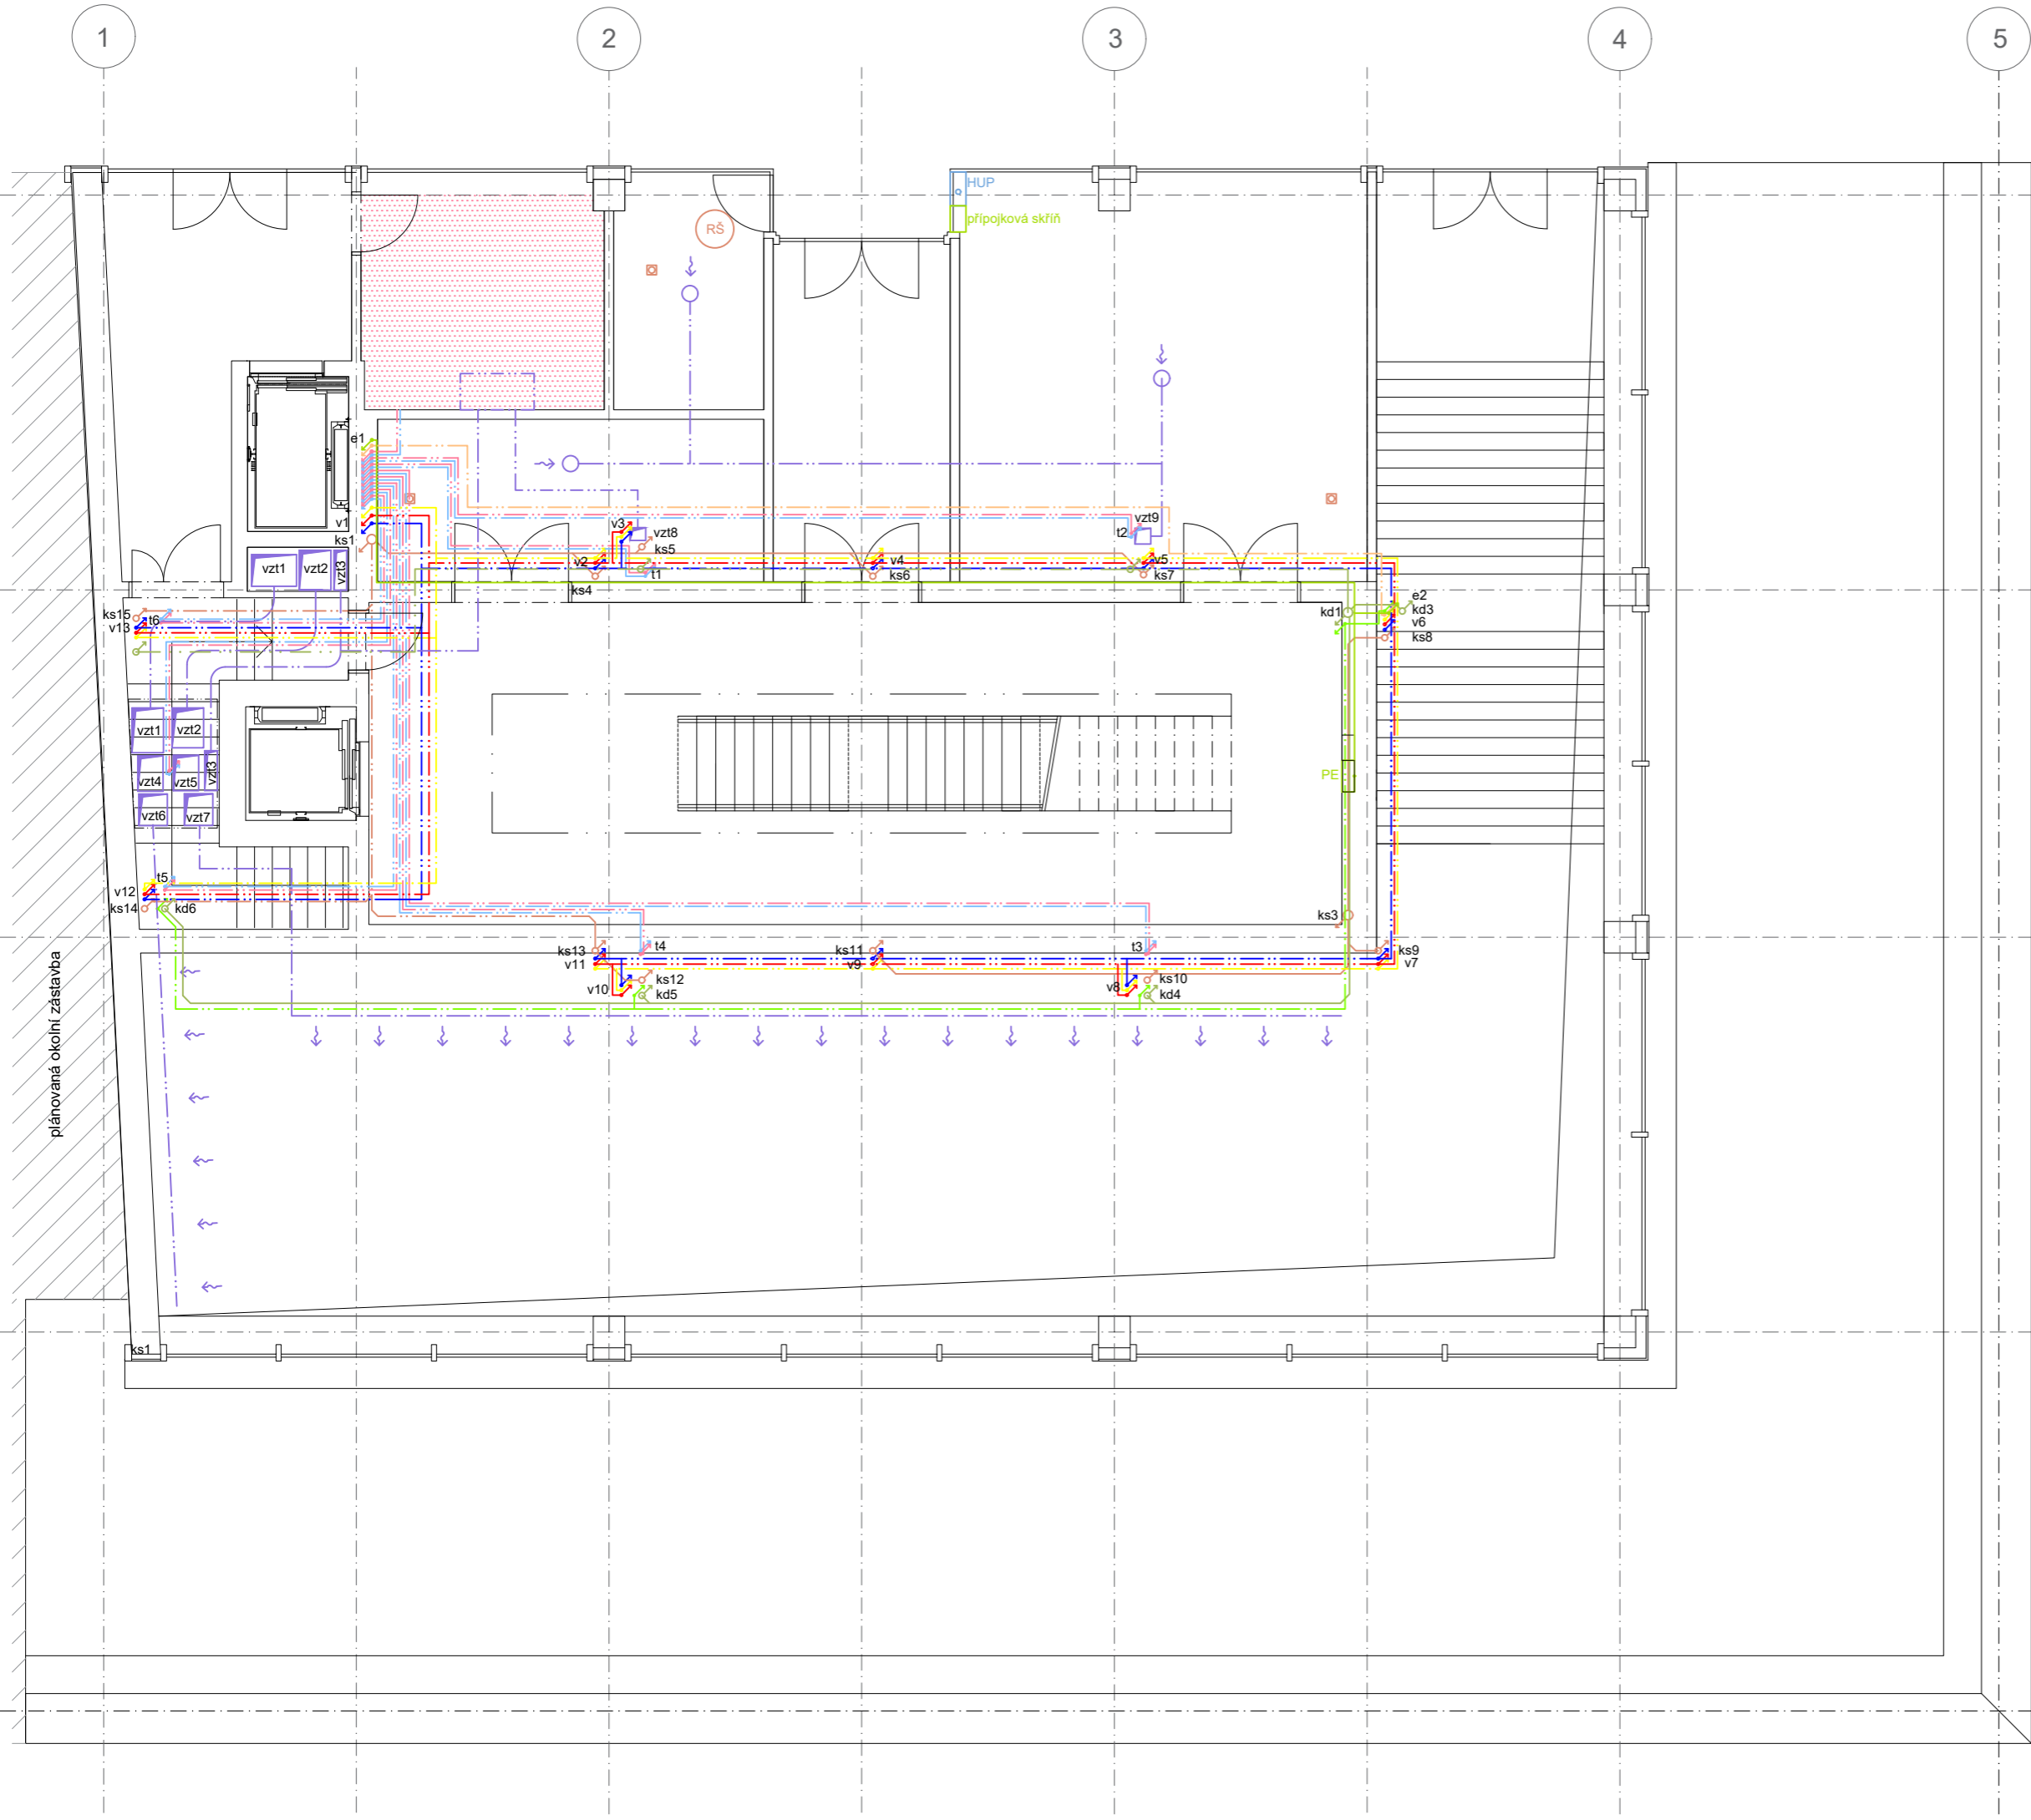 1
2
3
4
5
HUP
přípojková skříň
RŠ
e1
v1
ks1
v3
vzt8
ks5
v2
t1
ks4
v4
ks6
vzt9
t2
v5
ks7
vzt1
vzt2
vzt3
ks15
t6
v13
kd1
e2
kd3
v6
ks8
vzt1
vzt2
vzt3
vzt4
vzt5
vzt6
vzt7
PE
t5
v12
ks14
kd6
ks3
ks13
v11
t4
ks12
v10
kd5
ks11
v9
t3
ks10
v8
kd4
ks9
v7
plánovaná okolní zástavba
ks1